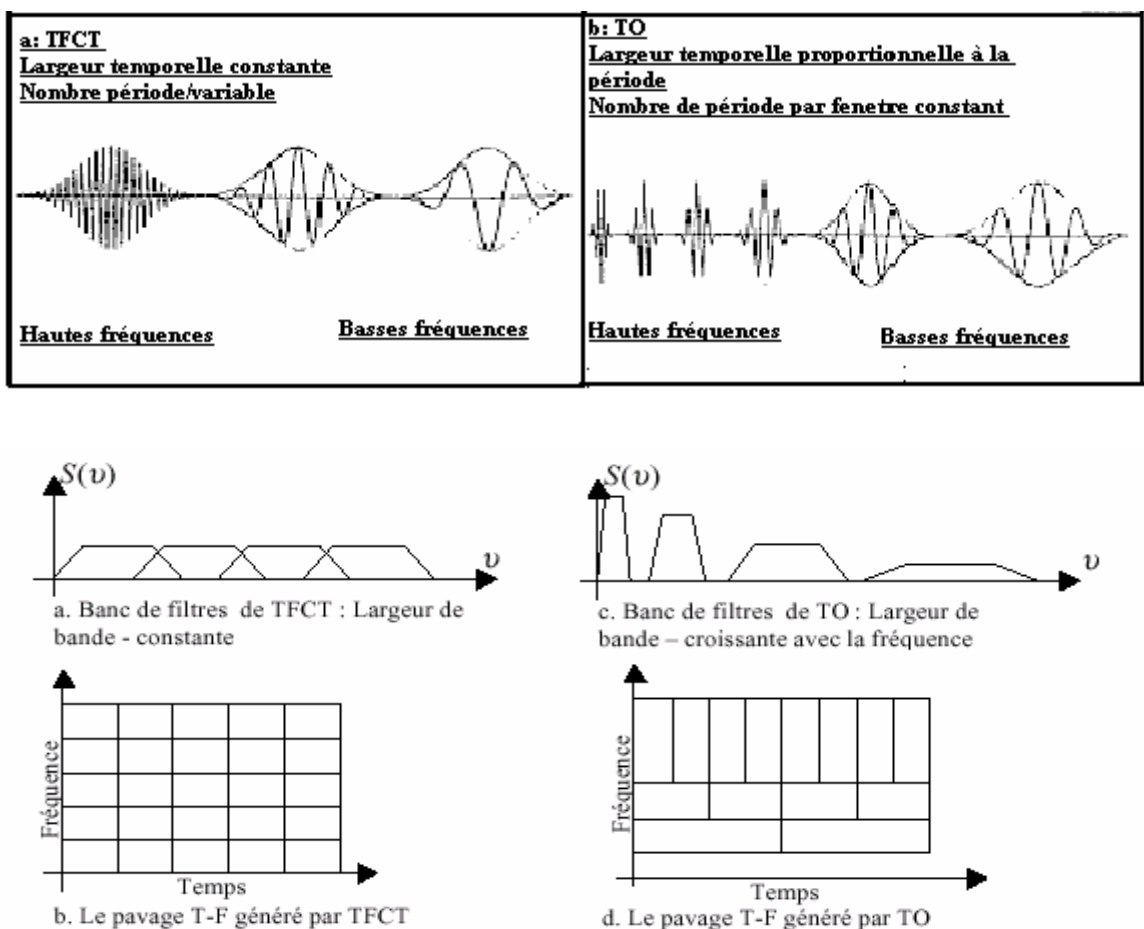 a: TFCT
Largeur temporelle constante
Nombre période/variable
Hautes fréquences
Basses fréquences
b: TO
Largeur temporelle proportionnelle à la
période
Nombre de période par fenetre constant
Hautes fréquences
Basses fréquences
S(υ)
υ
a. Banc de filtres de TFCT : Largeur de
bande - constante
S(υ)
υ
c. Banc de filtres de TO : Largeur de
bande – croissante avec la fréquence
Fréquence
Temps
b. Le pavage T-F généré par TFCT
Fréquence
Temps
d. Le pavage T-F généré par TO